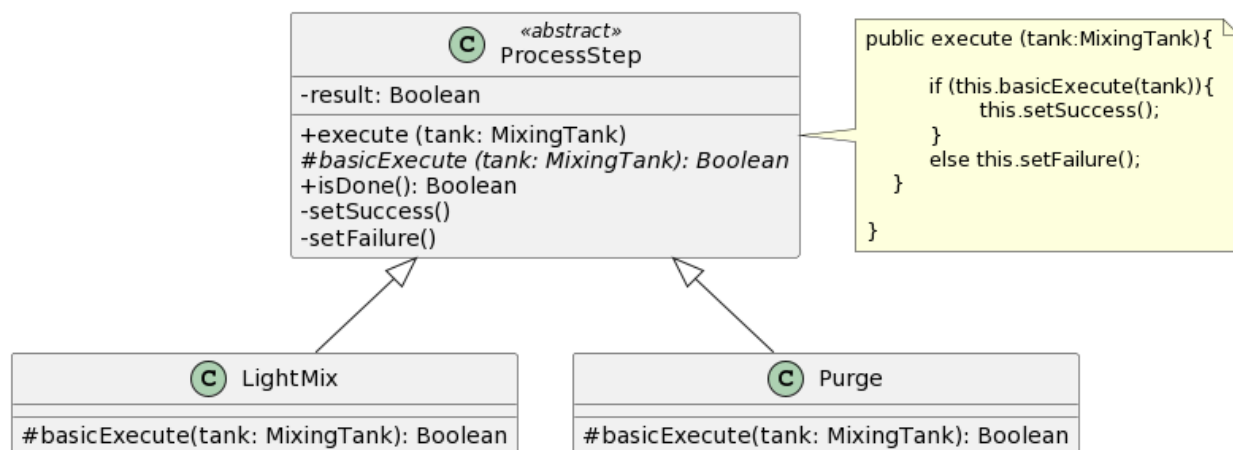 «abstract»
C ProcessStep
-result: Boolean
+execute (tank: MixingTank)
#basicExecute (tank: MixingTank): Boolean
+isDone(): Boolean
-setSuccess()
-setFailure()
public execute (tank:MixingTank){
if (this.basicExecute(tank)){
this.setSuccess();
}
else this.setFailure();
}
}
C LightMix
#basicExecute(tank: MixingTank): Boolean
C Purge
#basicExecute(tank: MixingTank): Boolean